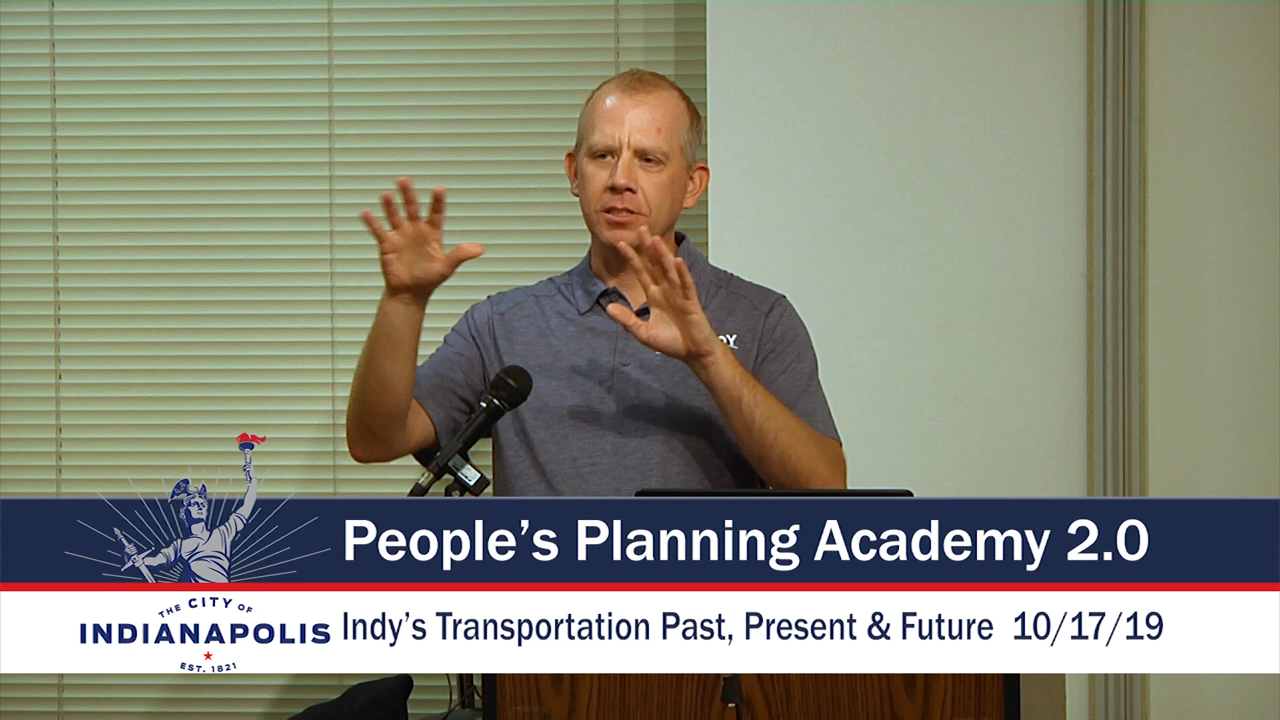 People's Planning Academy 2.0
THE CITY OF
INDIANAPOLIS
EST. 1821
Indy's Transportation Past, Present & Future 10/17/19